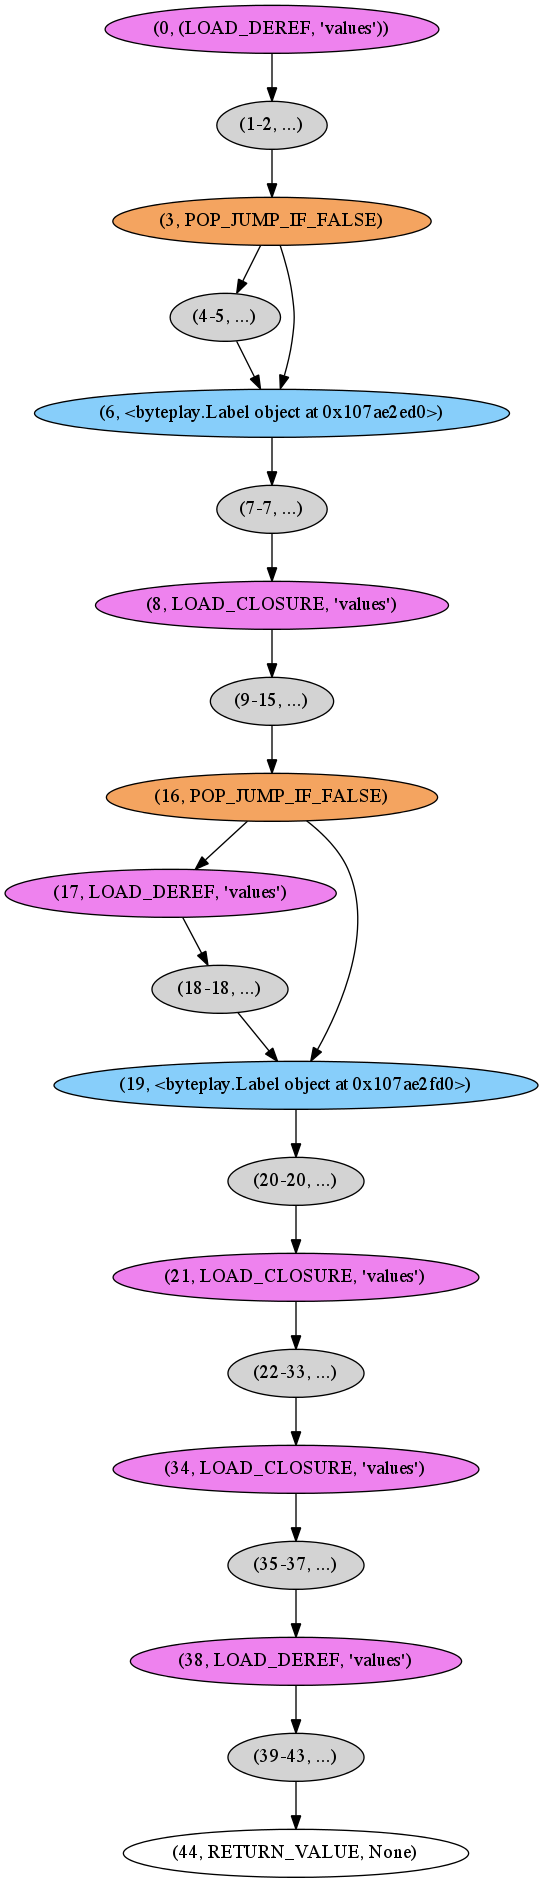 (0, (LOAD_DEREF, 'values'))
(1-2, ...)
(3, POP_JUMP_IF_FALSE)
(4-5, ...)
(6, <byteplay.Label object at 0x107ae2ed0>)
(7-7, ...)
(8, LOAD_CLOSURE, 'values')
(9-15, ...)
(16, POP_JUMP_IF_FALSE)
(17, LOAD_DEREF, 'values')
(18-18, ...)
(19, <byteplay.Label object at 0x107ae2fd0>)
(20-20, ...)
(21, LOAD_CLOSURE, 'values')
(22-33, ...)
(34, LOAD_CLOSURE, 'values')
(35-37, ...)
(38, LOAD_DEREF, 'values')
(39-43, ...)
(44, RETURN_VALUE, None)